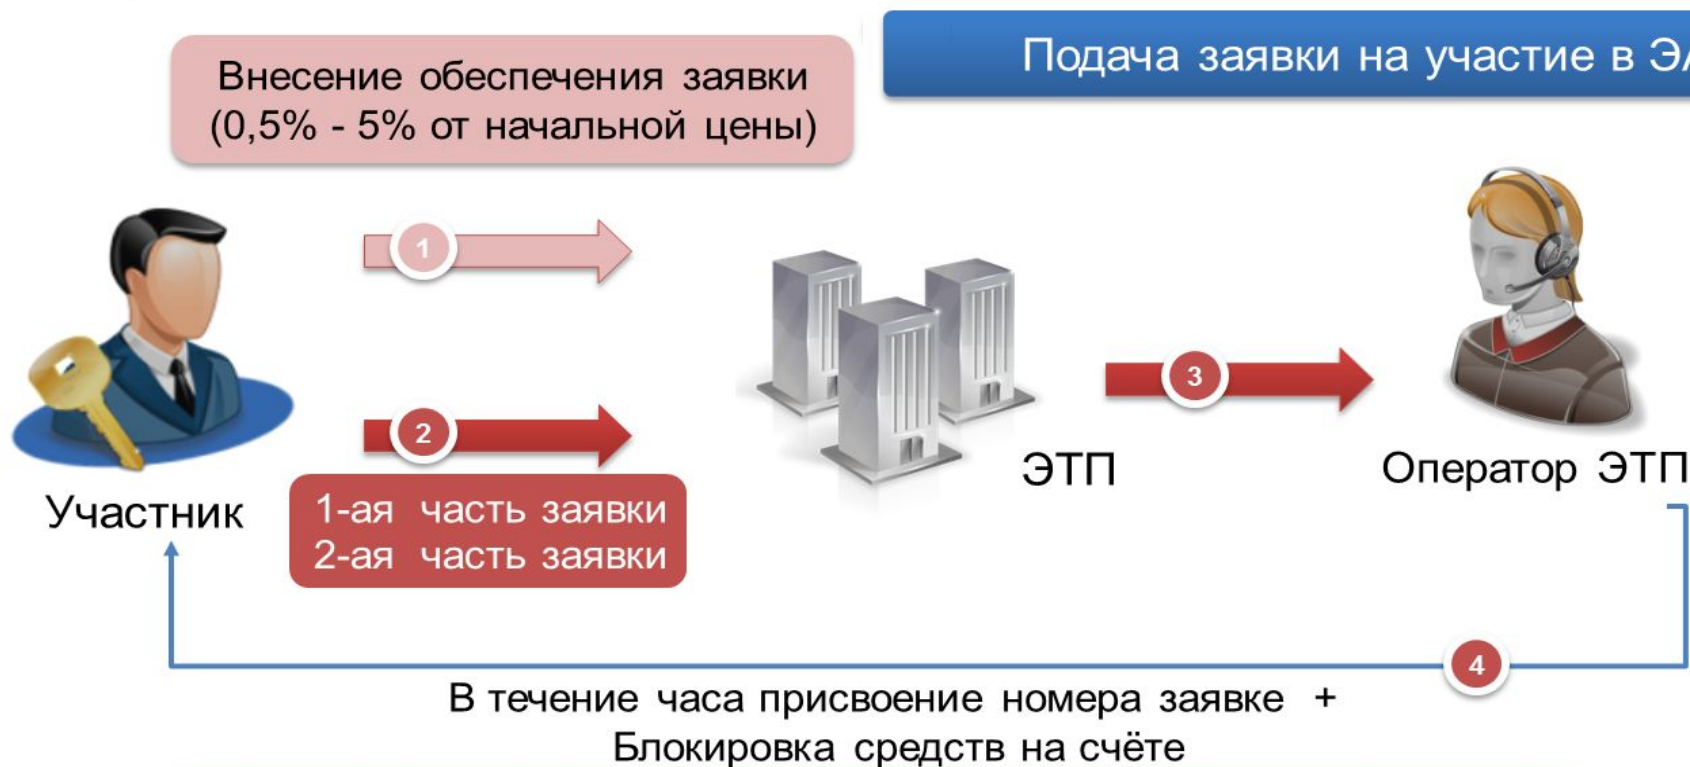 Внесение обеспечения заявки
(0,5% - 5% от начальной цены)
Подача заявки на участие в ЭА
1
2
3
ЭТП
Оператор ЭТП
Участник
1-ая часть заявки
2-ая часть заявки
4
В течение часа присвоение номера заявке +
Блокировка средств на счёте